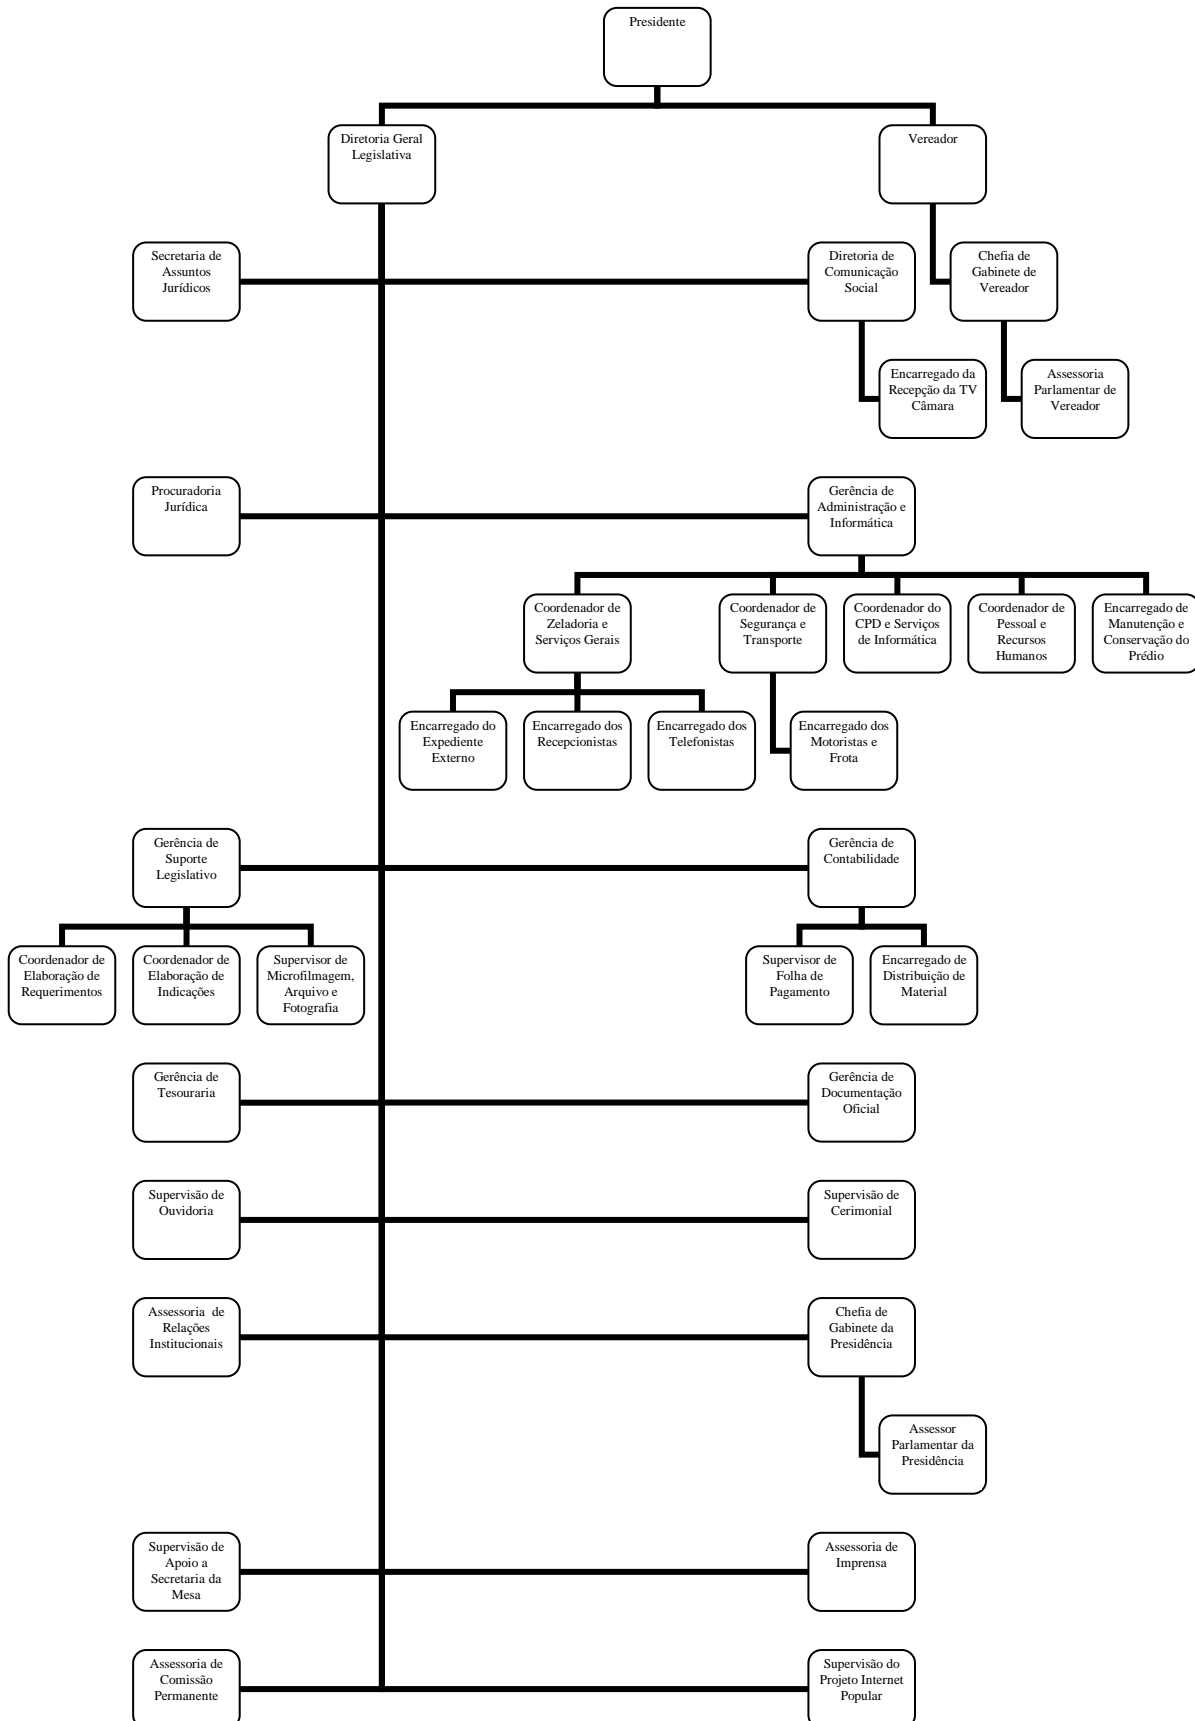 Presidente
Diretoria Geral
Legislativa
Vereador
Secretaria de
Assuntos
Jurídicos
Diretoria de
Comunicação
Social
Chefia de
Gabinete de
Vereador
Encarregado da
Recepção da TV
Câmara
Assessoria
Parlamentar de
Vereador
Procuradoria
Jurídica
Gerência de
Administração e
Informática
Coordenador de
Zeladoria e
Serviços Gerais
Coordenador de
Segurança e
Transporte
Coordenador do
CPD e Serviços
de Informática
Coordenador de
Pessoal e
Recursos
Humanos
Encarregado de
Manutenção e
Conservação do
Prédio
Encarregado do
Expediente
Externo
Encarregado dos
Recepcionistas
Encarregado dos
Telefonistas
Encarregado dos
Motoristas e
Frota
Gerência de
Suporte
Legislativo
Gerência de
Contabilidade
Coordenador de
Elaboração de
Requerimentos
Coordenador de
Elaboração de
Indicações
Supervisor de
Microfilmagem,
Arquivo e
Fotografia
Supervisor de
Folha de
Pagamento
Encarregado de
Distribuição de
Material
Gerência de
Tesouraria
Gerência de
Documentação
Oficial
Supervisão de
Ouvidoria
Supervisão de
Cerimonial
Assessoria  de
Relações
Institucionais
Chefia de
Gabinete da
Presidência
Assessor
Parlamentar da
Presidência
Supervisão de
Apoio a
Secretaria da
Mesa
Assessoria de
Imprensa
Assessoria de
Comissão
Permanente
Supervisão do
Projeto Internet
Popular